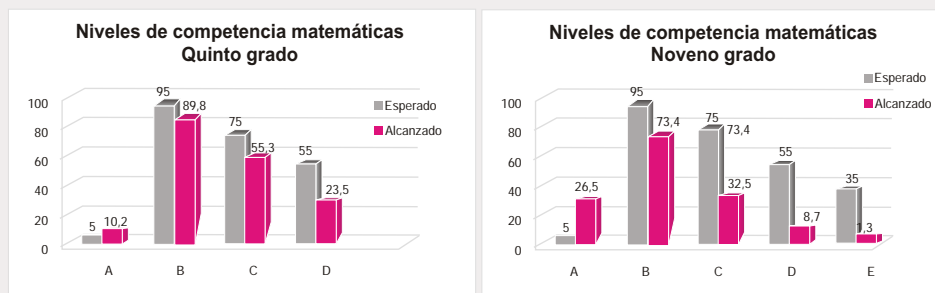 Niveles de competencia matemáticas
Quinto grado
Esperado
Alcanzado
100
80
60
40
20
0
5
10,2
95
89,8
75
55,3
55
23,5
A
B
C
D
Niveles de competencia matemáticas
Noveno grado
Esperado
Alcanzado
100
80
60
40
20
0
5
26,5
95
73,4
75
73,4
32,5
55
8,7
35
1,3
A
B
C
D
E